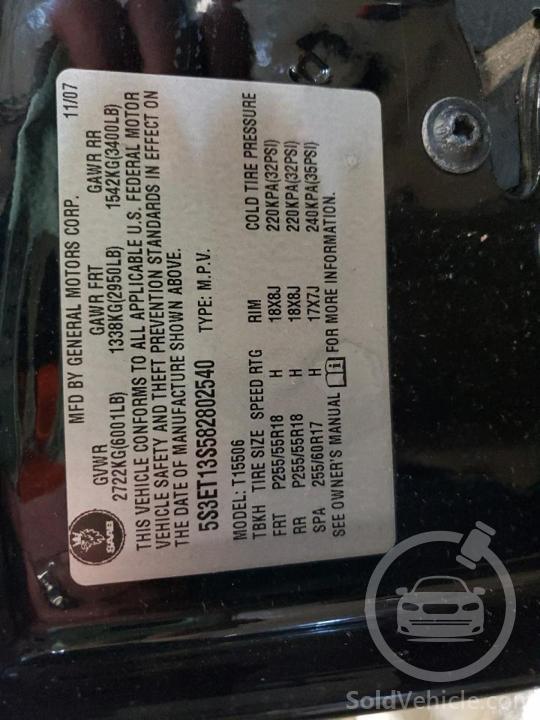 MFD BY GENERAL MOTORS CORP. 11/07
GVWR GAWR FRT GAWR RR
2722KG(6001LB) 1338KG(2950LB) 1542KG(3400LB)
THIS VEHICLE CONFORMS TO ALL APPLICABLE U.S. FEDERAL MOTOR
VEHICLE SAFETY AND THEFT PREVENTION STANDARDS IN EFFECT ON
THE DATE OF MANUFACTURE SHOWN ABOVE.
5S3ET13S582802540 TYPE: M.P.V.
MODEL: T15506
TBKH TIRE SIZE SPEED RTG RIM COLD TIRE PRESSURE
FRT P255/55R18 H 18X8J 220KPA(32PSI)
RR P255/55R18 H 18X8J 220KPA(32PSI)
SPA 255/60R17 H 17X7J 240KPA(35PSI)
SEE OWNER'S MANUAL i FOR MORE INFORMATION.
SAAB
SoldVehicle.com